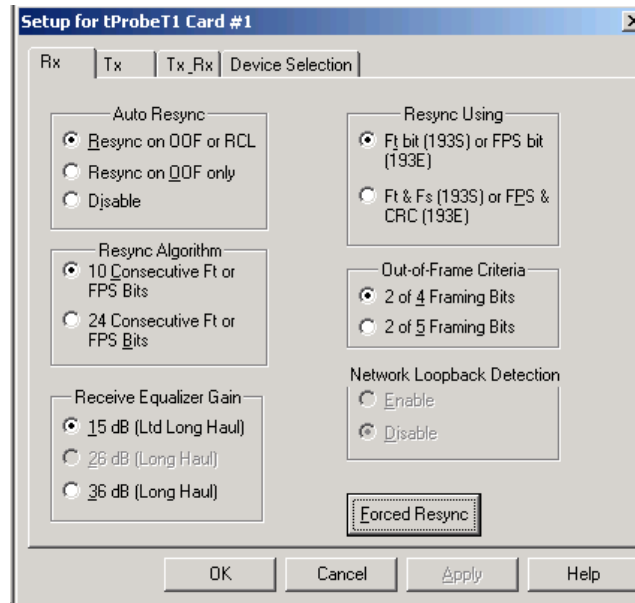 Setup for tProbeT1 Card #1
Rx
Tx
Tx_Rx
Device Selection
Auto Resync
Resync on OOF or RCL
Resync on OOF only
Disable
Resync Algorithm
10 Consecutive Ft or
FPS Bits
24 Consecutive Ft or
FPS Bits
Receive Equalizer Gain
15 dB (Ltd Long Haul)
26 dB (Long Haul)
36 dB (Long Haul)
Resync Using
Ft bit (193S) or FPS bit
(193E)
Ft & Fs (193S) or FPS &
CRC (193E)
Out-of-Frame Criteria
2 of 4 Framing Bits
2 of 5 Framing Bits
Network Loopback Detection
Enable
Disable
Forced Resync
OK
Cancel
Apply
Help